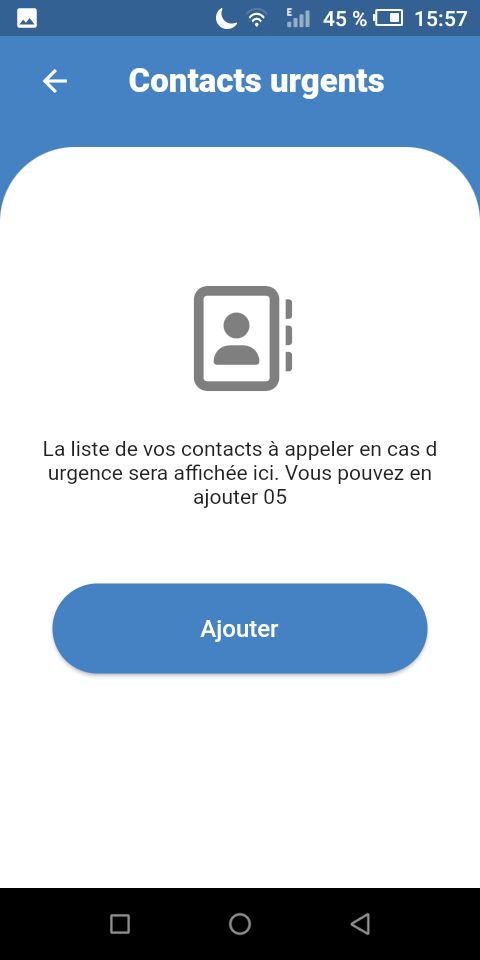 45 % 15:57
Contacts urgents
La liste de vos contacts à appeler en cas d
urgence sera affichée ici. Vous pouvez en
ajouter 05
Ajouter